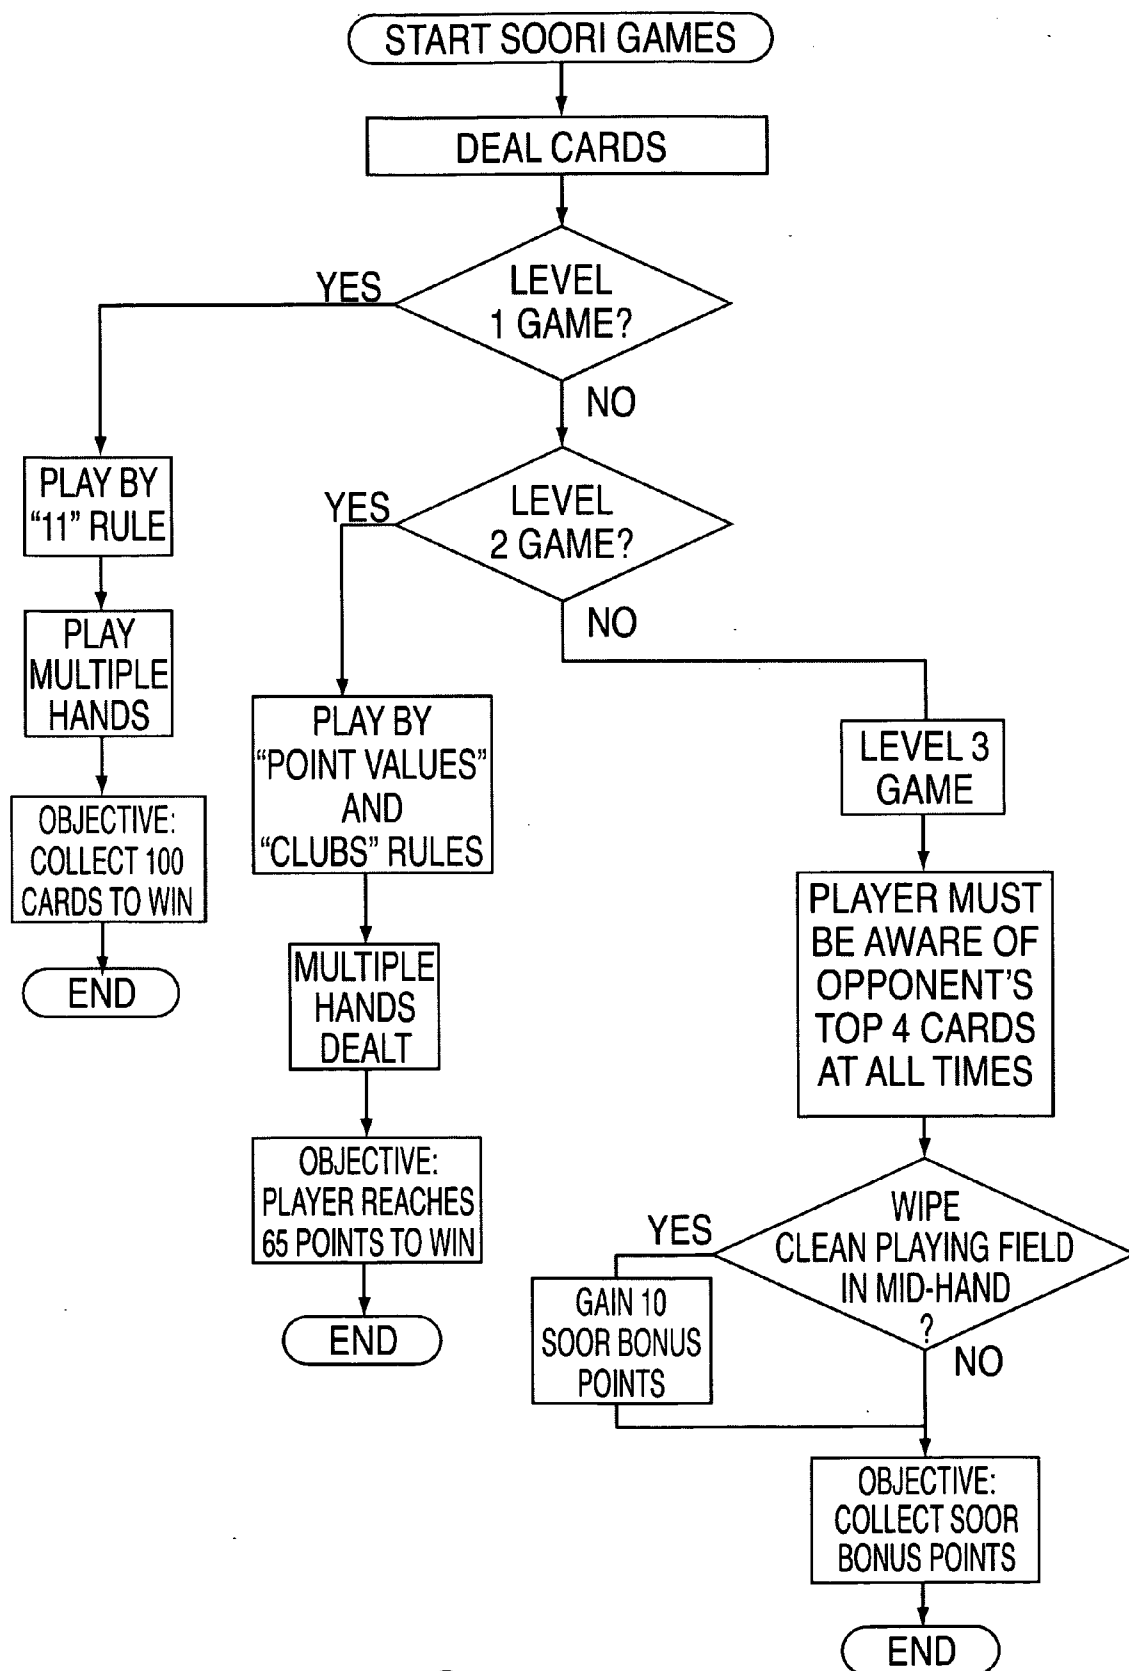 START SOORI GAMES
DEAL CARDS
LEVEL
1 GAME?
YES
NO
PLAY BY
“11” RULE
PLAY
MULTIPLE
HANDS
OBJECTIVE:
COLLECT 100
CARDS TO WIN
END
LEVEL
2 GAME?
YES
NO
PLAY BY
“POINT VALUES”
AND
“CLUBS” RULES
MULTIPLE
HANDS
DEALT
OBJECTIVE:
PLAYER REACHES
65 POINTS TO WIN
END
LEVEL 3
GAME
PLAYER MUST
BE AWARE OF
OPPONENT’S
TOP 4 CARDS
AT ALL TIMES
WIPE
CLEAN PLAYING FIELD
IN MID-HAND
?
YES
NO
GAIN 10
SOOR BONUS
POINTS
OBJECTIVE:
COLLECT SOOR
BONUS POINTS
END